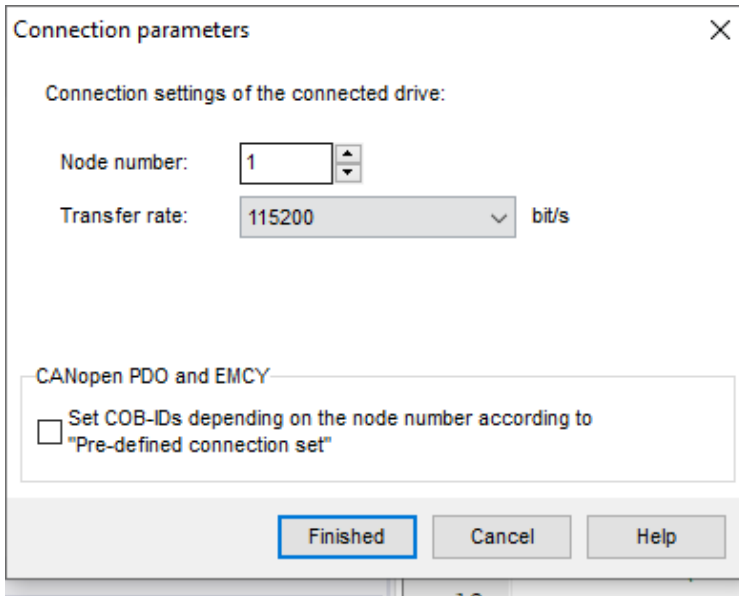 Connection parameters
Connection settings of the connected drive:
Node number: 1
Transfer rate: 115200 bit/s
CANopen PDO and EMCY
Set COB-IDs depending on the node number according to
"Pre-defined connection set"
Finished Cancel Help